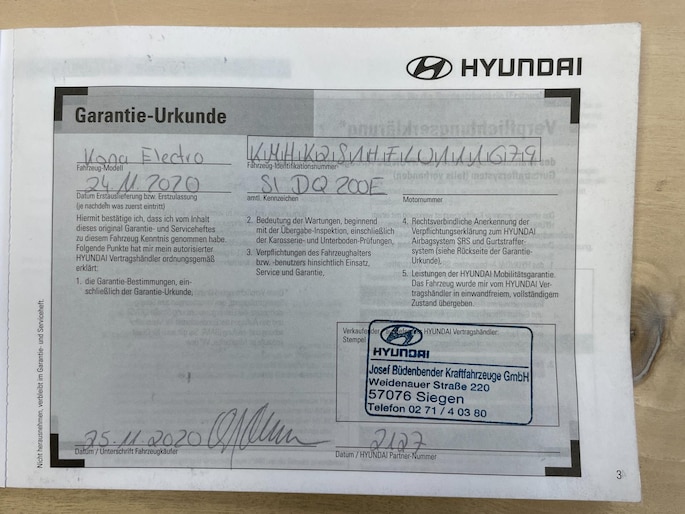 HYUNDAI
Garantie-Urkunde
Kona Electro
Fahrzeug-Modell
Fahrzeug-Identifikationsnummer
24.11.2020
SI DQ 200E
Datum Erstauslieferung bzw. Erstzulassung
(je nachdem was zuerst eintritt)
amtl. Kennzeichen
Motornummer
Hiermit bestätige ich, dass ich vom Inhalt
dieses original Garantie- und Serviceheftes
zu diesem Fahrzeug Kenntnis genommen habe.
Folgende Punkte hat mir mein autorisierter
HYUNDAI Vertragshändler ordnungsgemäß
erklärt:
1. die Garantie-Bestimmungen, ein-
schließlich der Garantie-Urkunde,
2. Bedeutung der Wartungen, beginnend
mit der Übergabe-Inspektion, einschließlich
der Karosserie- und Unterboden-Prüfungen,
3. Verpflichtungen des Fahrzeughalters
bzw. -benutzers hinsichtlich Einsatz,
Service und Garantie,
4. Rechtsverbindliche Anerkennung der
Verpflichtungserklärung zum HYUNDAI
Airbagsystem SRS und Gurtstraffer-
system (siehe Rückseite der Garantie-
Urkunde),
5. Leistungen der HYUNDAI Mobilitätsgarantie.
Das Fahrzeug wurde mir vom HYUNDAI Ver-
tragshändler in einwandfreiem, vollständigem
Zustand übergeben.
HYUNDAI Vertragshändler:
Stempel
HYUNDAI
Josef Büdenbender Kraftfahrzeuge GmbH
Weidenauer Straße 220
57076 Siegen
Telefon 02 71 / 4 03 80
25.11.2020
Datum / Unterschrift Fahrzeugkäufer
2127
Datum / HYUNDAI Partner-Nummer
Nicht herausnehmen, verbleibt im Garantie- und Serviceheft.
3